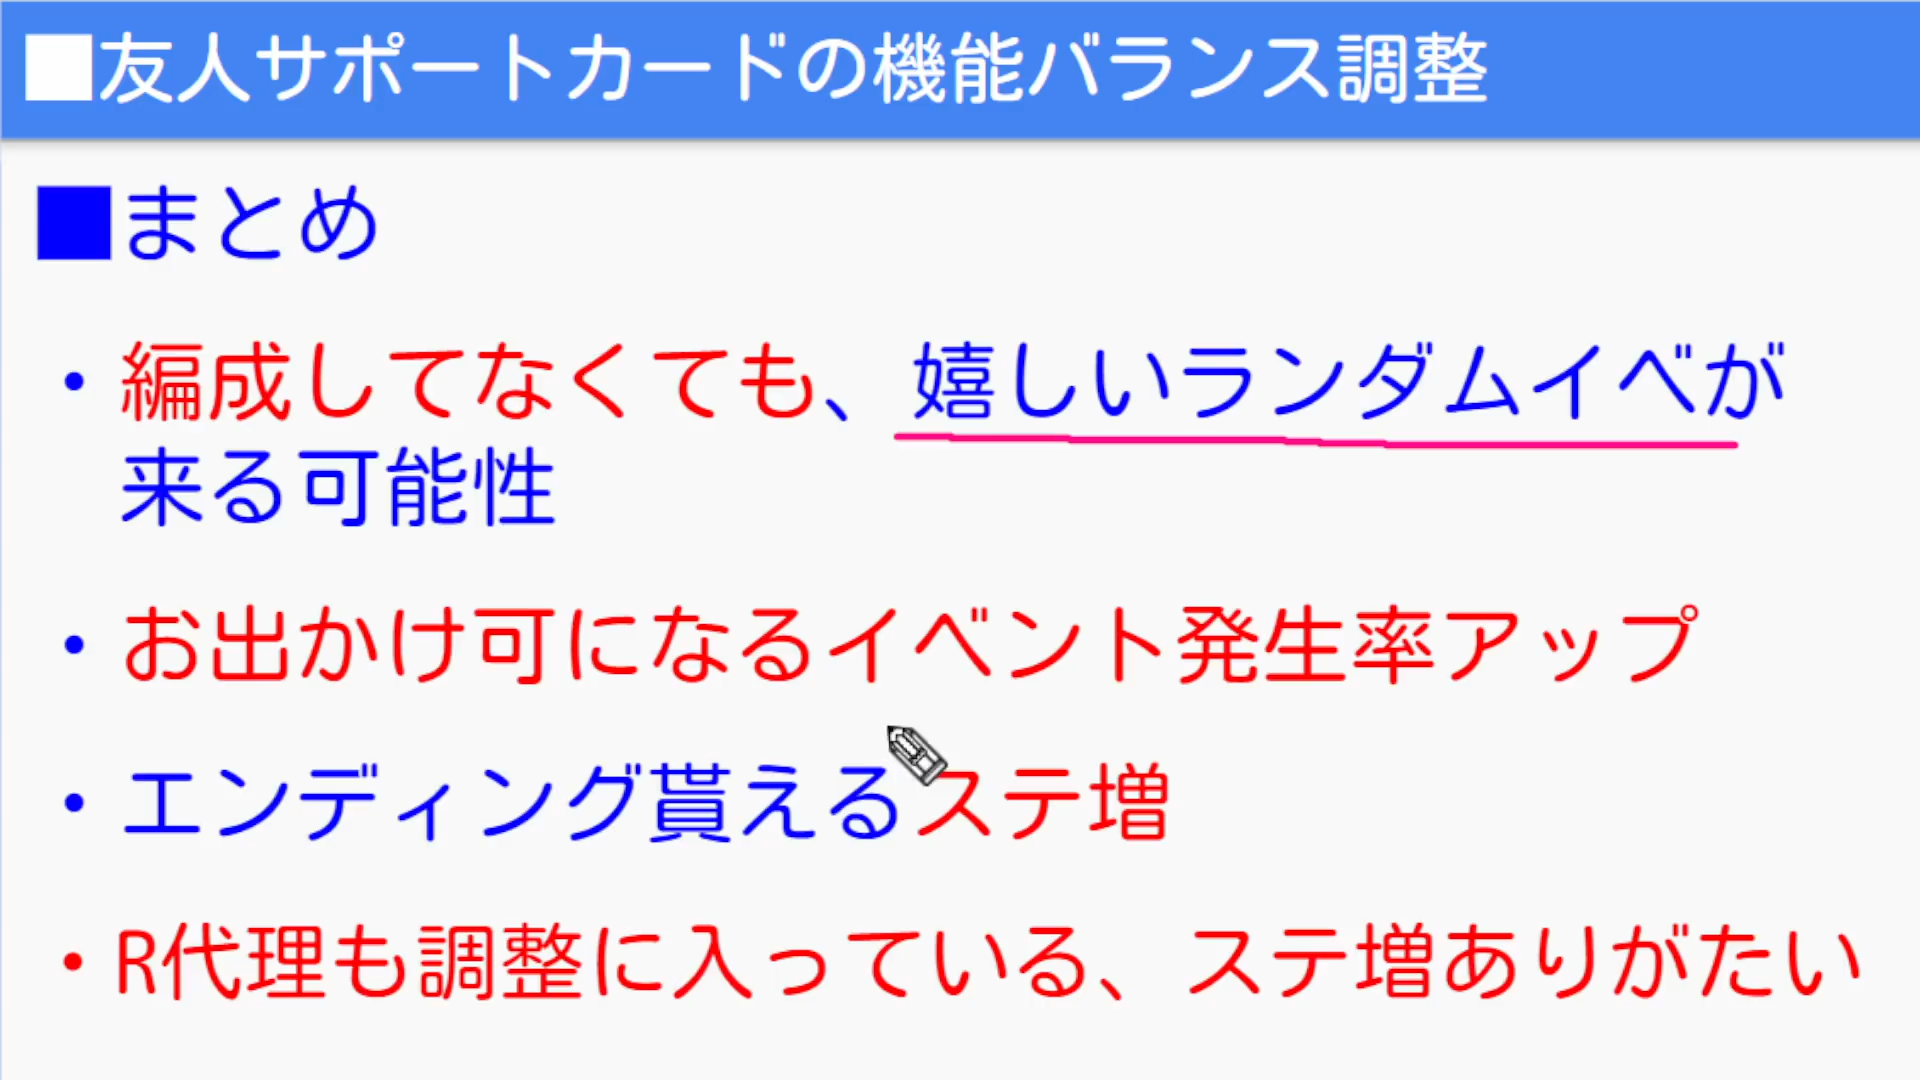 ■友人サポートカードの機能バランス調整
■まとめ
・編成してなくても、嬉しいランダムイベが
来る可能性
・お出かけ可になるイベント発生率アップ
・エンディング貰えるステ増
・R代理も調整に入っている、ステ増ありがたい